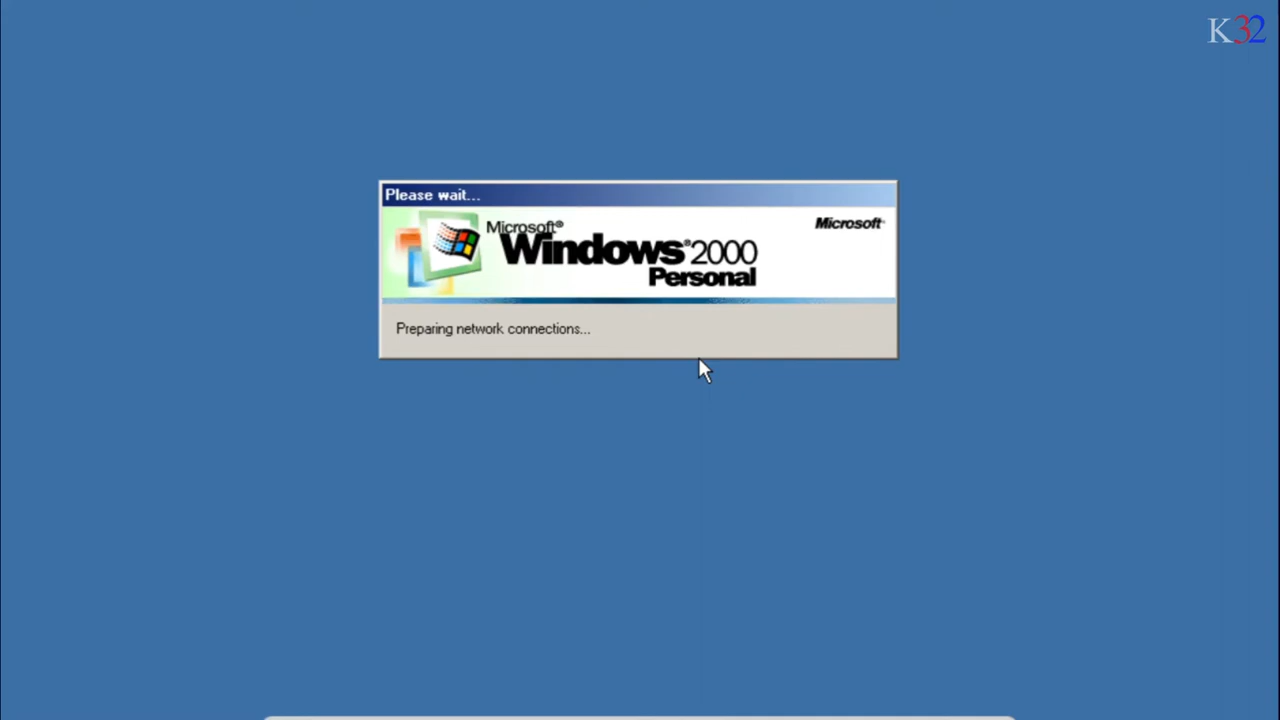 K32
Please wait...
Microsoft®
Microsoft®
Windows®2000
Personal
Preparing network connections...